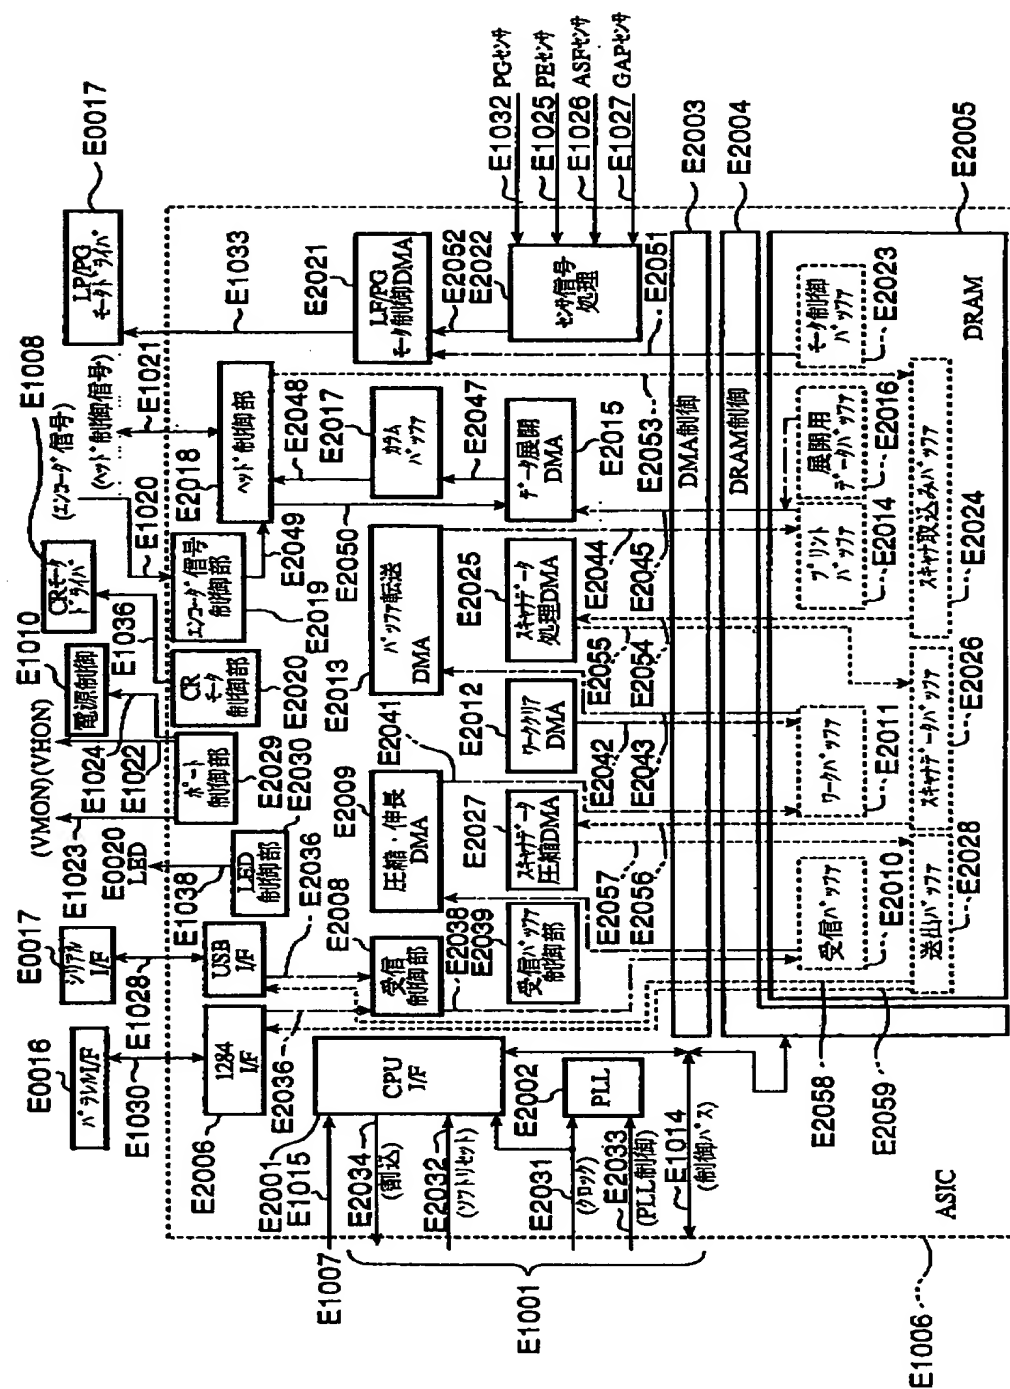 E0016
パラレルI/F
E1030
E0017
シリアル
I/F
E1028
E0020
LED
E1038
(VMON)(VHON)
E1023
E1022
E1024
E1010
電源制御
E1036
E1008
CRモータ
ドライバ
E1020
(エンコーダ信号)
(ヘッド制御信号)
E1021
E0017
LP/PG
モータドライバ
E1033
E2006
1284
I/F
USB
I/F
LED
制御部
E2030
ポート
制御部
E2029
CR
モータ
制御部
E2020
エンコーダ信号
制御部
E2019
E2018
ヘッド制御部
E2021
LF/PG
モータ制御DMA
E2036
E2036
E2008
受信
制御部
E2038
E2009
圧縮・伸長
DMA
E2041
E2013
バッファ転送
DMA
E2049
E2050
E2048
E2017
カラム
バッファ
E2047
E2052
E2022
センサ信号
処理
E1032 PGセンサ
E1025 PEセンサ
E1026 ASFセンサ
E1027 GAPセンサ
E1007
E2001
E1015
CPU
I/F
E2034
(割込)
E2032
(ソフトリセット)
E2002
PLL
E2031
(クロック)
E2033
(PLL制御)
E1014
(制御バス)
E1001
E2039
受信バッファ
制御部
E2027
スキャナデータ
圧縮DMA
E2012
ワーククリア
DMA
E2025
スキャナデータ
処理DMA
データ展開
DMA
E2015
E2057
E2056
E2042
E2043
E2055
E2054
E2044
E2045
E2053
E2051
DMA制御
E2003
DRAM制御
E2004
受信バッファ
E2010
ワークバッファ
E2011
プリント
バッファ
E2014
展開用
データバッファ
E2016
モータ制御
バッファ
E2023
送出バッファ
E2028
スキャナデータバッファ
E2026
スキャナ取込みバッファ
E2024
DRAM
E2005
E2058
E2059
ASIC
E1006